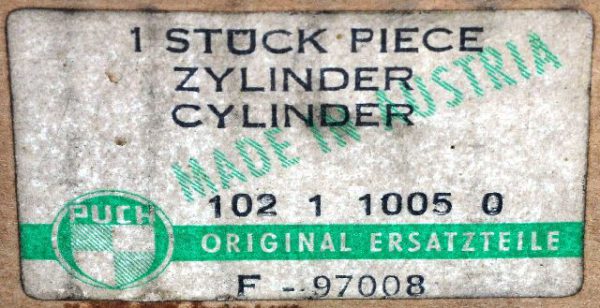 1 STÜCK PIECE
ZYLINDER
CYLINDER
MADE IN AUSTRIA
102 1 1005 0
PUCH
ORIGINAL ERSATZTEILE
F - 97008